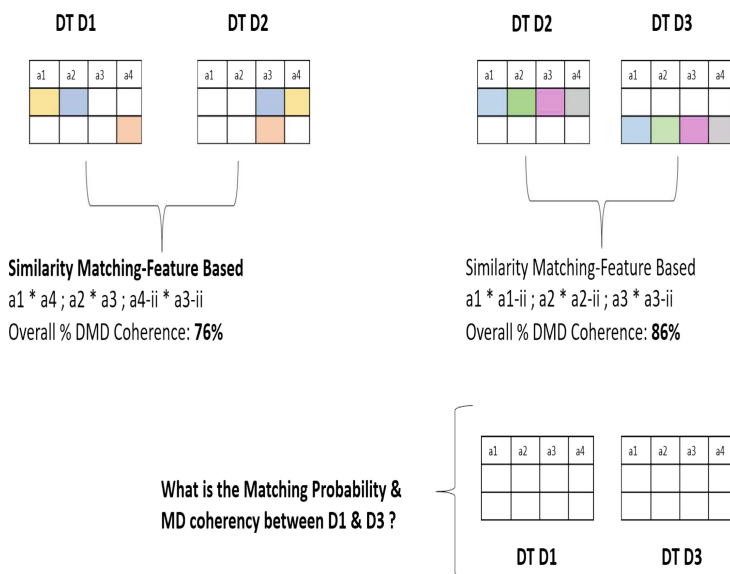 DT D1
DT D2
a1 a2 a3 a4
a1 a2 a3 a4
Similarity Matching-Feature Based
a1 * a4 ; a2 * a3 ; a4-ii * a3-ii
Overall % DMD Coherence: 76%
DT D2
DT D3
a1 a2 a3 a4
a1 a2 a3 a4
Similarity Matching-Feature Based
a1 * a1-ii ; a2 * a2-ii ; a3 * a3-ii
Overall % DMD Coherence: 86%
What is the Matching Probability &
MD coherency between D1 & D3 ?
a1 a2 a3 a4
a1 a2 a3 a4
DT D1
DT D3